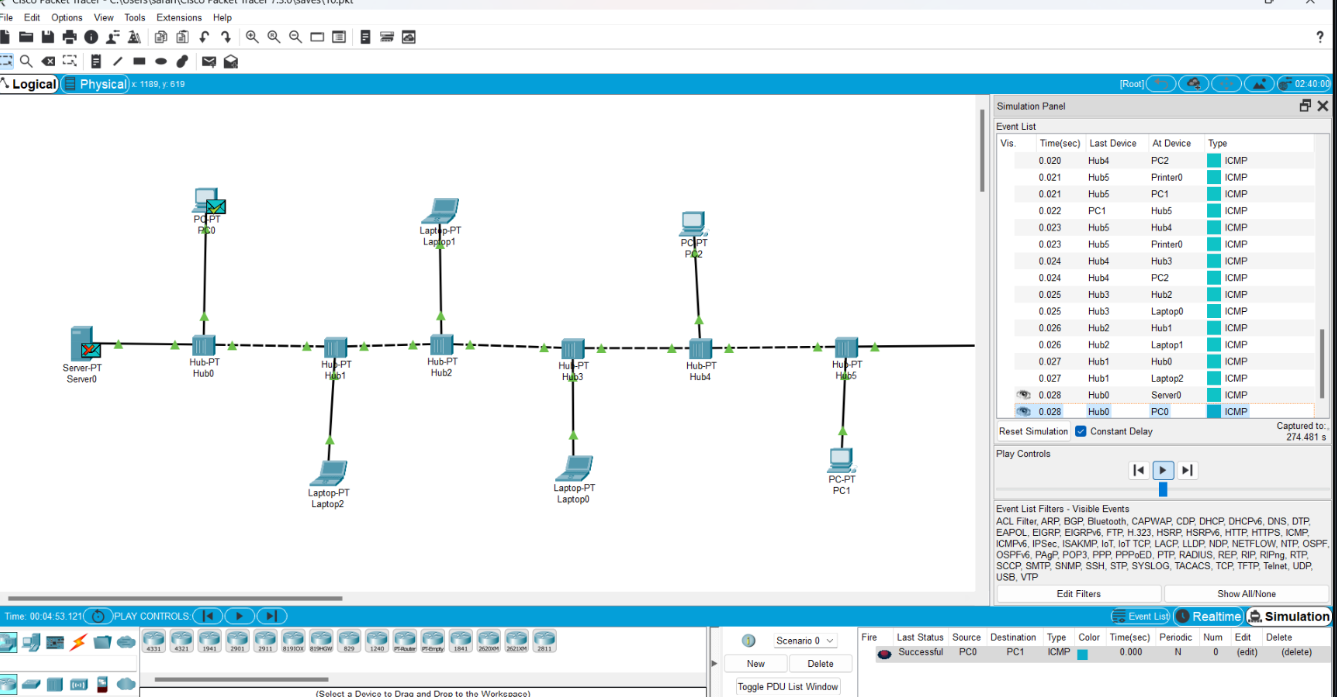 Cisco Packet Tracer - C:\Users\saran\Cisco Packet Tracer 7.3.0\saves\10.pkt
File Edit Options View Tools Extensions Help
?
Logical Physical x: 1189, y: 619 [Root] 02:40:00
Simulation Panel
Event List
Vis. Time(sec) Last Device At Device Type
0.020 Hub4 PC2 ICMP
0.021 Hub5 Printer0 ICMP
0.021 Hub5 PC1 ICMP
0.022 PC1 Hub5 ICMP
0.023 Hub5 Hub4 ICMP
0.023 Hub5 Printer0 ICMP
0.024 Hub4 Hub3 ICMP
0.024 Hub4 PC2 ICMP
0.025 Hub3 Hub2 ICMP
0.025 Hub3 Laptop0 ICMP
0.026 Hub2 Hub1 ICMP
0.026 Hub2 Laptop1 ICMP
0.027 Hub1 Hub0 ICMP
0.027 Hub1 Laptop2 ICMP
0.028 Hub0 Server0 ICMP
0.028 Hub0 PC0 ICMP
Reset Simulation Constant Delay Captured to:
274.481 s
Play Controls
Event List Filters - Visible Events
ACL Filter, ARP, BGP, Bluetooth, CAPWAP, CDP, DHCP, DHCPv6, DNS, DTP,
EAPOL, EIGRP, EIGRPv6, FTP, H.323, HSRP, HSRPv6, HTTP, HTTPS, ICMP,
ICMPv6, IPSec, ISAKMP, IoT, IoT TCP, LACP, LLDP, NDP, NETFLOW, NTP, OSPF,
OSPFv6, PAgP, POP3, PPP, PPPoED, PTP, RADIUS, REP, RIP, RIPng, RTP,
SCCP, SMTP, SNMP, SSH, STP, SYSLOG, TACACS, TCP, TFTP, Telnet, UDP,
USB, VTP
Edit Filters Show All/None
PC-PT
PC0
Laptop-PT
Laptop1
PC-PT
PC2
Server-PT
Server0
Hub-PT
Hub0
Hub-PT
Hub1
Hub-PT
Hub2
Hub-PT
Hub3
Hub-PT
Hub4
Hub-PT
Hub5
Laptop-PT
Laptop2
Laptop-PT
Laptop0
PC-PT
PC1
Time: 00:04:53.121 PLAY CONTROLS: Event List Realtime Simulation
4331 4321 1941 2901 2911 819IOX 819HGW 829 1240 PT-Router PT-Empty 1841 2620XM 2621XM 2811
(Select a Device to Drag and Drop to the Workspace)
Scenario 0
New Delete
Toggle PDU List Window
Fire Last Status Source Destination Type Color Time(sec) Periodic Num Edit Delete
Successful PC0 PC1 ICMP 0.000 N 0 (edit) (delete)